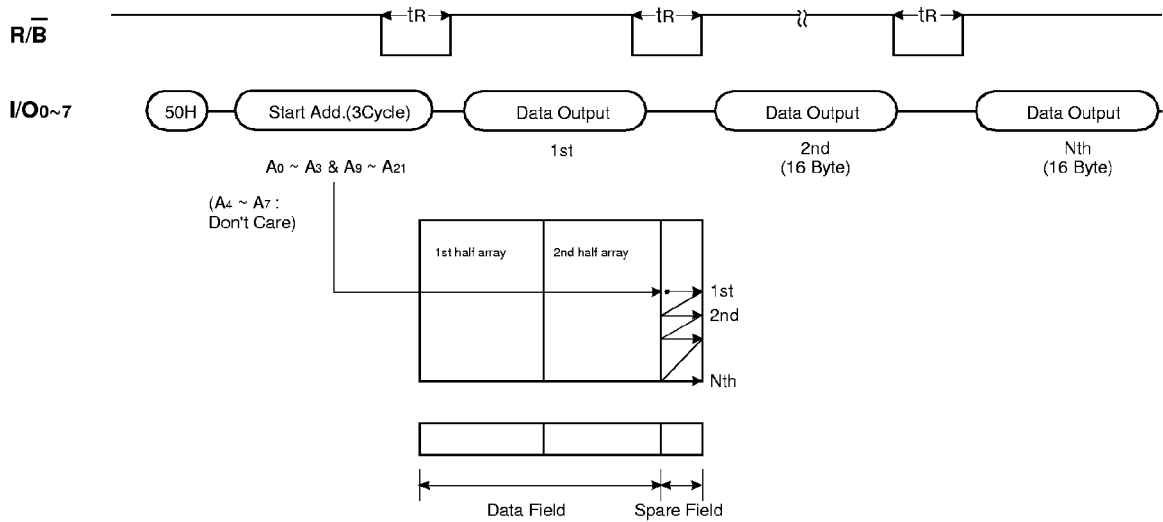 R/B
tR
tR
tR
I/O0~7
50H
Start Add.(3Cycle)
Data Output
Data Output
Data Output
1st
2nd
(16 Byte)
Nth
(16 Byte)
A0 ~ A3 & A9 ~ A21
(A4 ~ A7 :
Don't Care)
1st half array
2nd half array
1st
2nd
Nth
Data Field
Spare Field